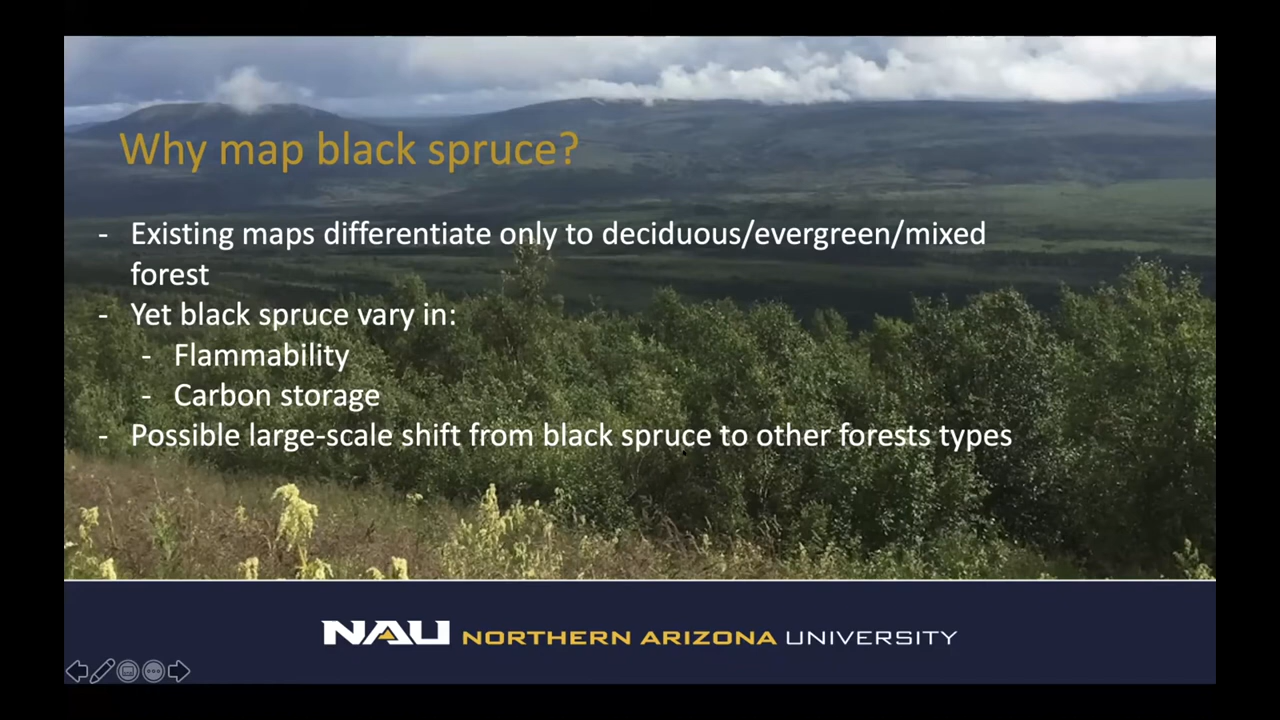 Why map black spruce?
- Existing maps differentiate only to deciduous/evergreen/mixed
forest
- Yet black spruce vary in:
- Flammability
- Carbon storage
- Possible large-scale shift from black spruce to other forests types
NAU NORTHERN ARIZONA UNIVERSITY